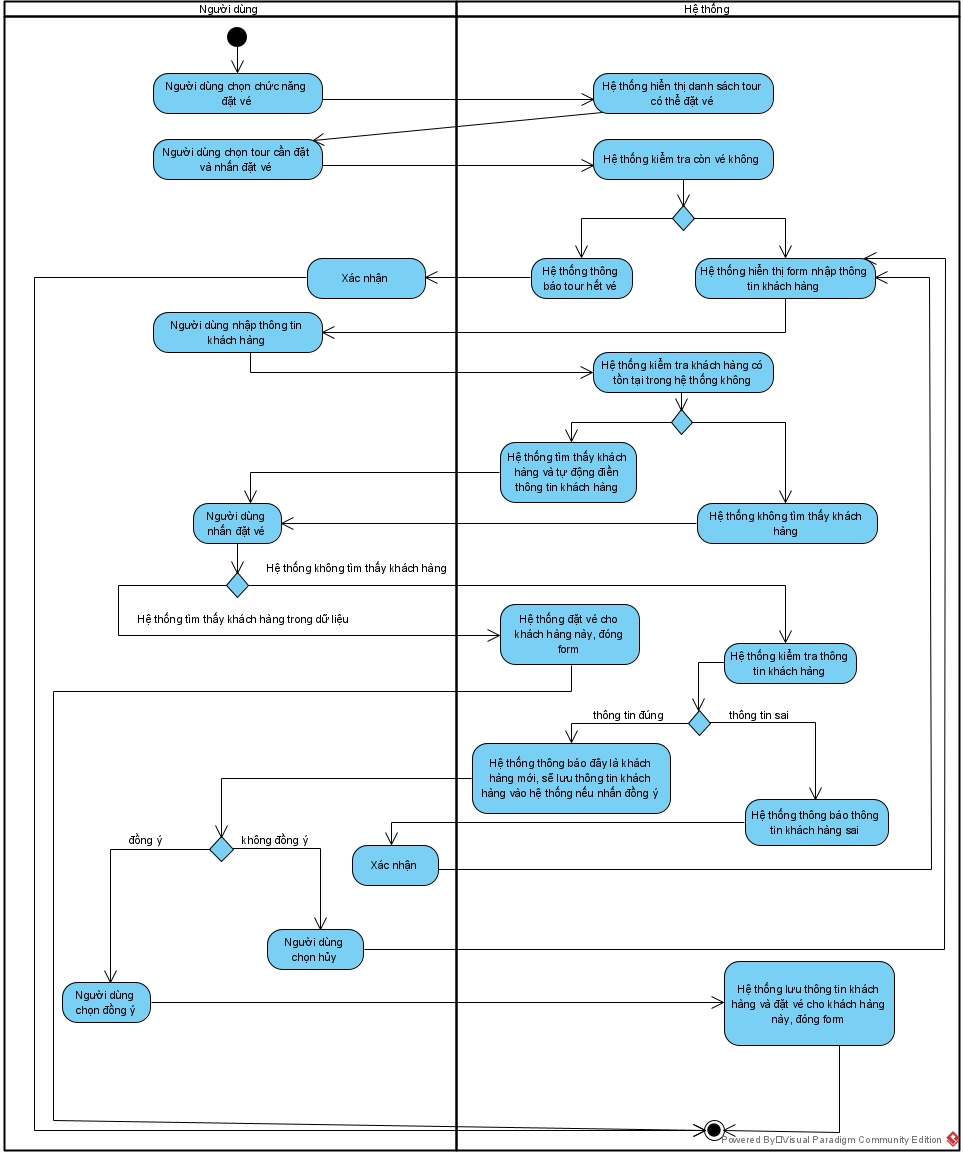 Người dùng
Hệ thống
Người dùng chọn chức năng
đặt vé
Hệ thống hiển thị danh sách tour
có thể đặt vé
Người dùng chọn tour cần đặt
và nhấn đặt vé
Hệ thống kiểm tra còn vé không
Xác nhận
Hệ thống thông
báo tour hết vé
Hệ thống hiển thị form nhập thông
tin khách hàng
Người dùng nhập thông tin
khách hàng
Hệ thống kiểm tra khách hàng có
tồn tại trong hệ thống không
Hệ thống tìm thấy khách
hàng và tự động điền
thông tin khách hàng
Người dùng
nhấn đặt vé
Hệ thống không tìm thấy khách
hàng
Hệ thống không tìm thấy khách hàng
Hệ thống tìm thấy khách hàng trong dữ liệu
Hệ thống đặt vé cho
khách hàng này, đóng
form
Hệ thống kiểm tra thông
tin khách hàng
thông tin đúng
thông tin sai
Hệ thống thông báo đây là khách
hàng mới, sẽ lưu thông tin khách
hàng vào hệ thống nếu nhấn đồng ý
Hệ thống thông báo thông
tin khách hàng sai
đồng ý
không đồng ý
Xác nhận
Người dùng
chọn hủy
Người dùng
chọn đồng ý
Hệ thống lưu thông tin khách
hàng và đặt vé cho khách hàng
này, đóng form
Powered By Visual Paradigm Community Edition